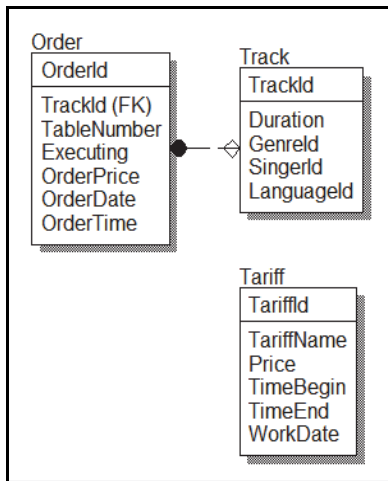 Order
OrderId
TrackId (FK)
TableNumber
Executing
OrderPrice
OrderDate
OrderTime
Track
TrackId
Duration
GenreId
SingerId
LanguageId
Tariff
TariffId
TariffName
Price
TimeBegin
TimeEnd
WorkDate